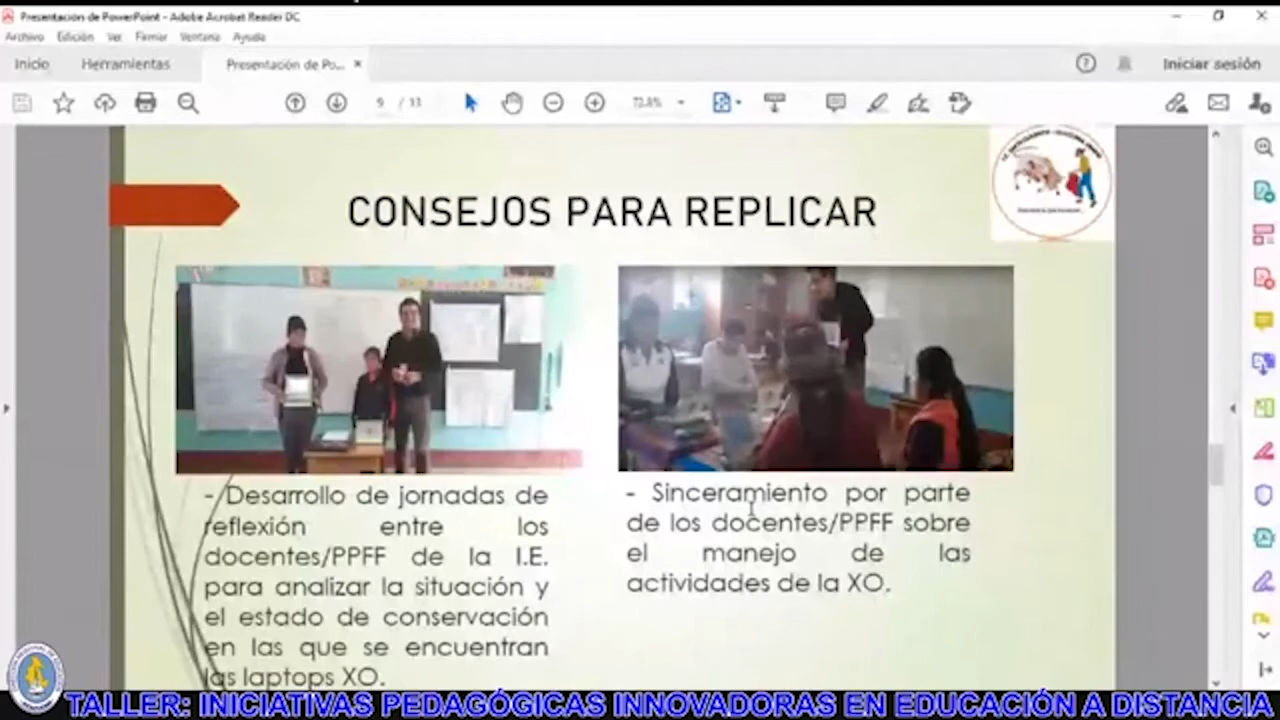 Presentación de PowerPoint - Adobe Acrobat Reader DC
Archivo Edición Ver Firmar Ventana Ayuda
Inicio Herramientas Presentación de Po... × Iniciar sesión
9 / 13 72.8%
CONSEJOS PARA REPLICAR
- Desarrollo de jornadas de
reflexión entre los
docentes/PPFF de la I.E.
para analizar la situación y
el estado de conservación
en las que se encuentran
las laptops XO.
- Sinceramiento por parte
de los docentes/PPFF sobre
el manejo de las
actividades de la XO.
TALLER: INICIATIVAS PEDAGÓGICAS INNOVADORAS EN EDUCACIÓN A DISTANCIA